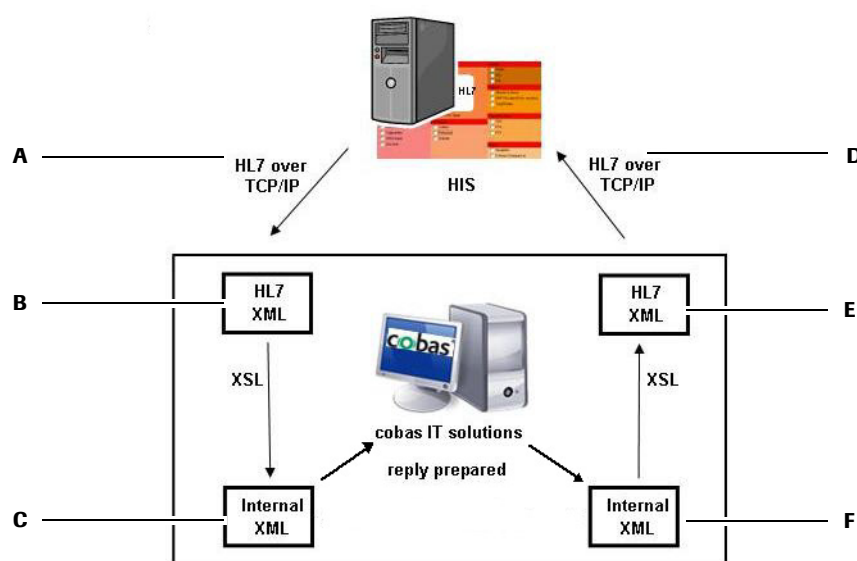 HL7
A
HL7 over
TCP/IP
HIS
HL7 over
TCP/IP
D
B
HL7
XML
HL7
XML
E
XSL
cobas
XSL
cobas IT solutions
reply prepared
C
Internal
XML
Internal
XML
F